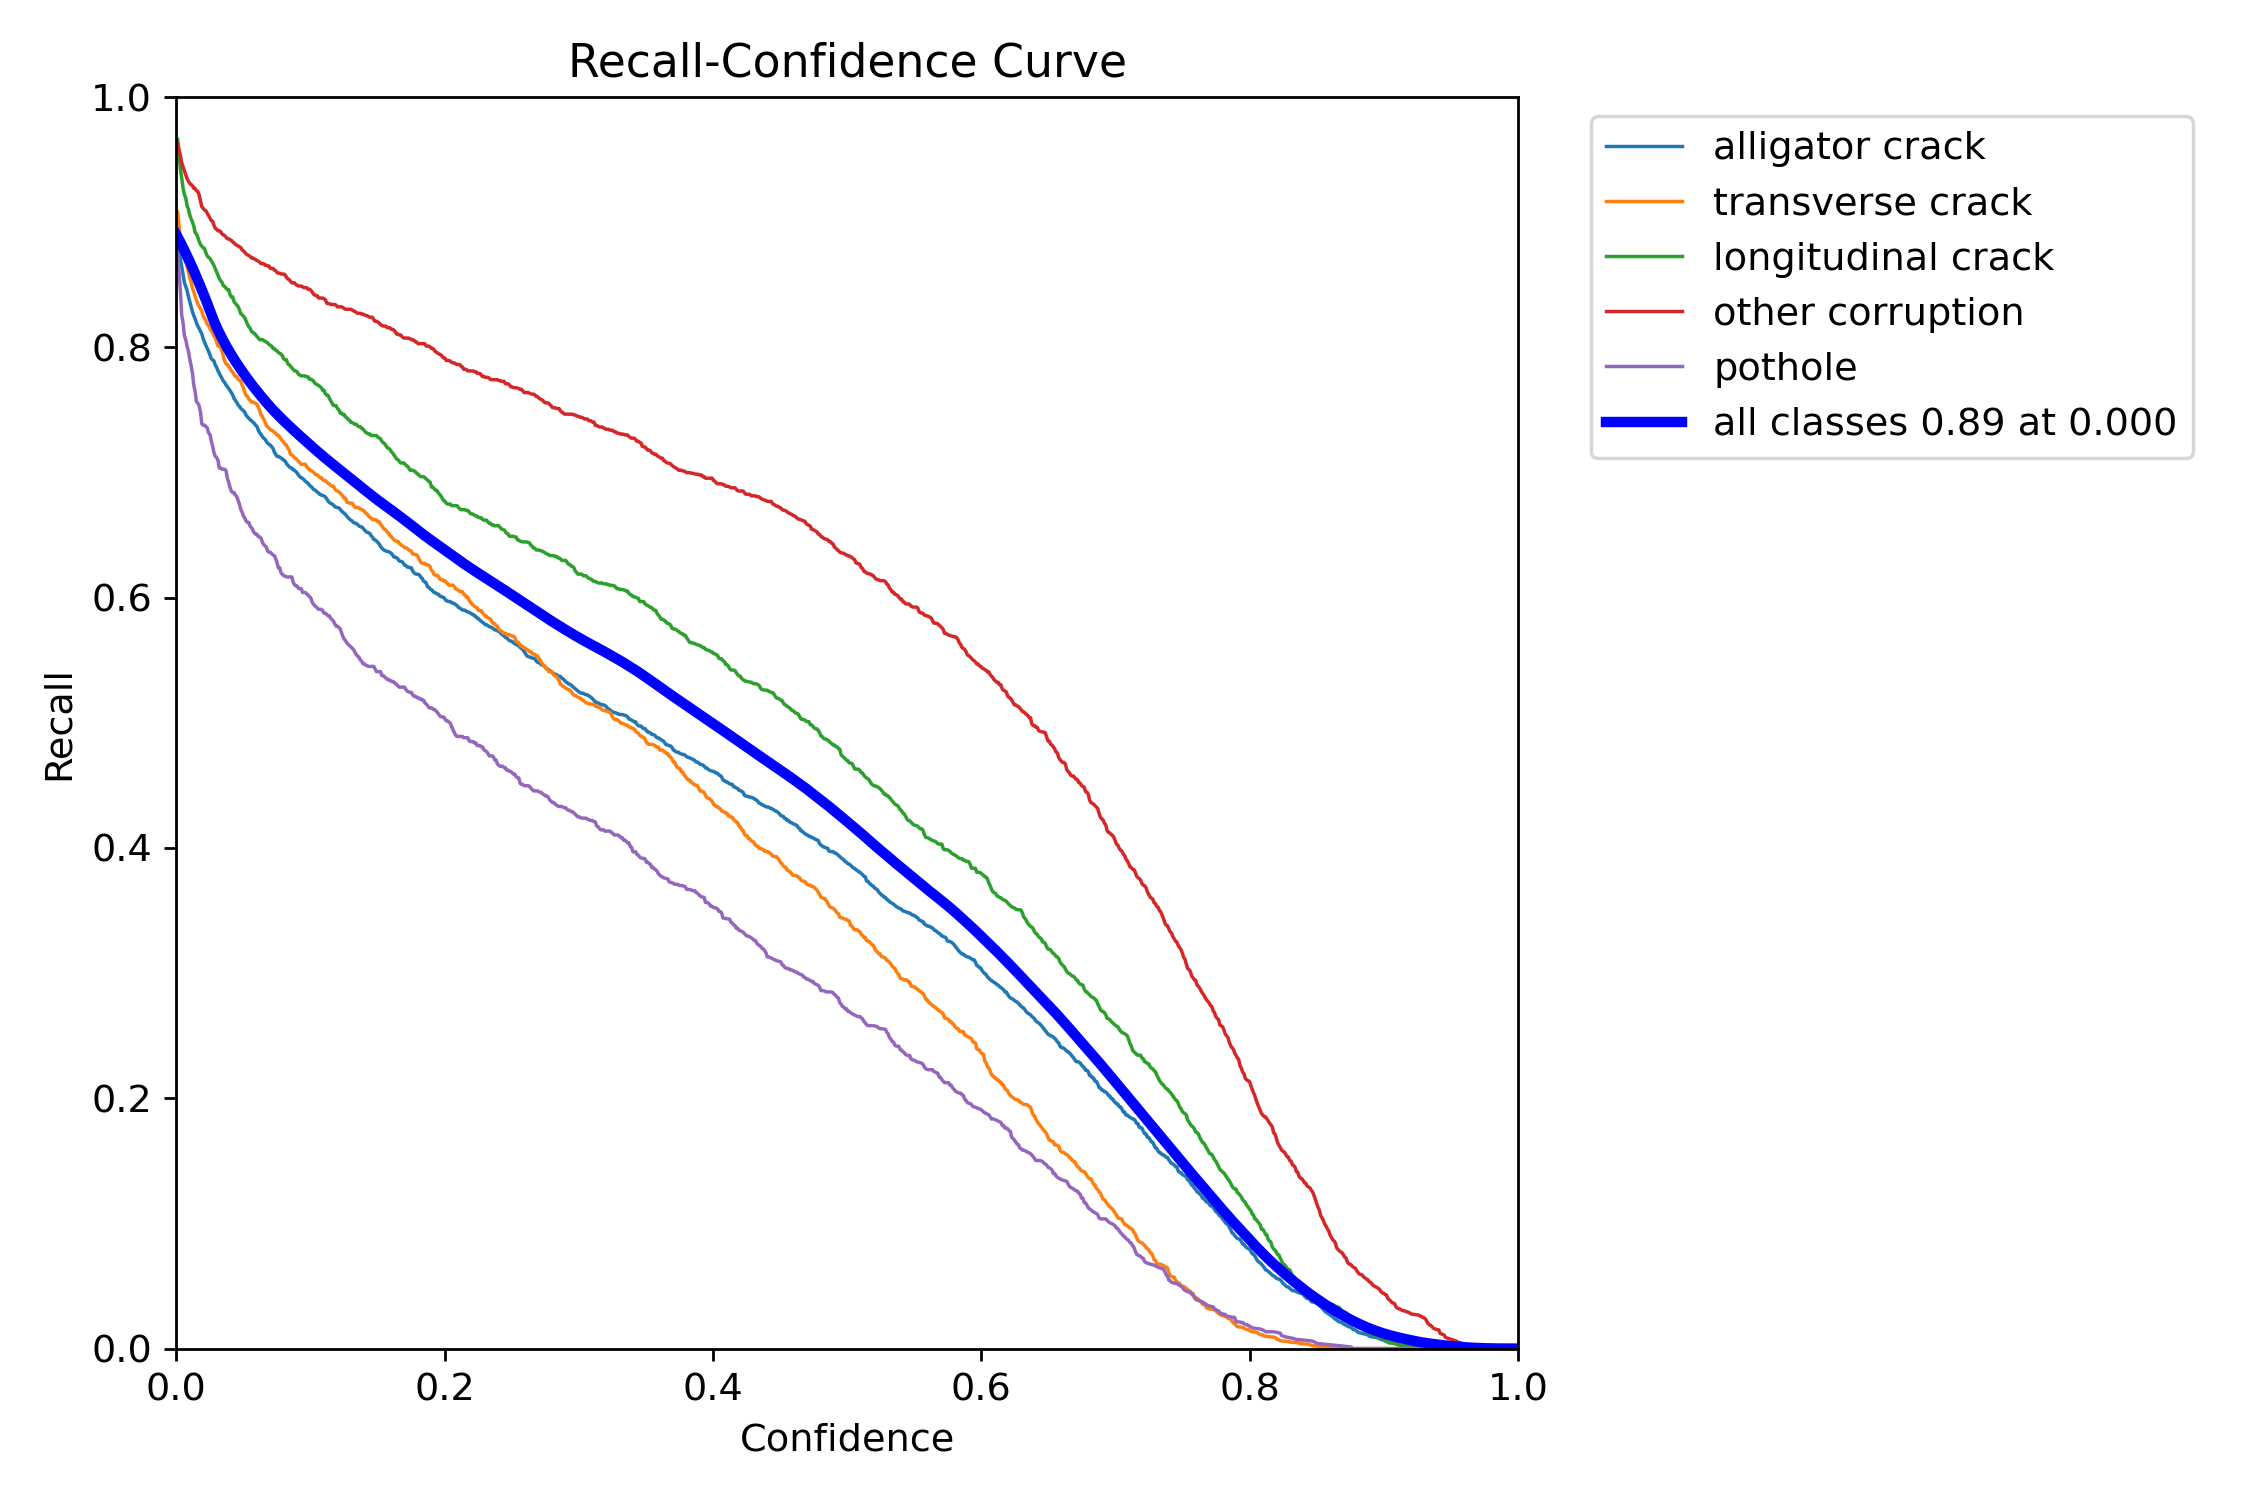 Recall-Confidence Curve
1.0
0.8
0.6
0.4
0.2
0.0
Recall
0.0 0.2 0.4 0.6 0.8 1.0
Confidence
alligator crack
transverse crack
longitudinal crack
other corruption
pothole
all classes 0.89 at 0.000